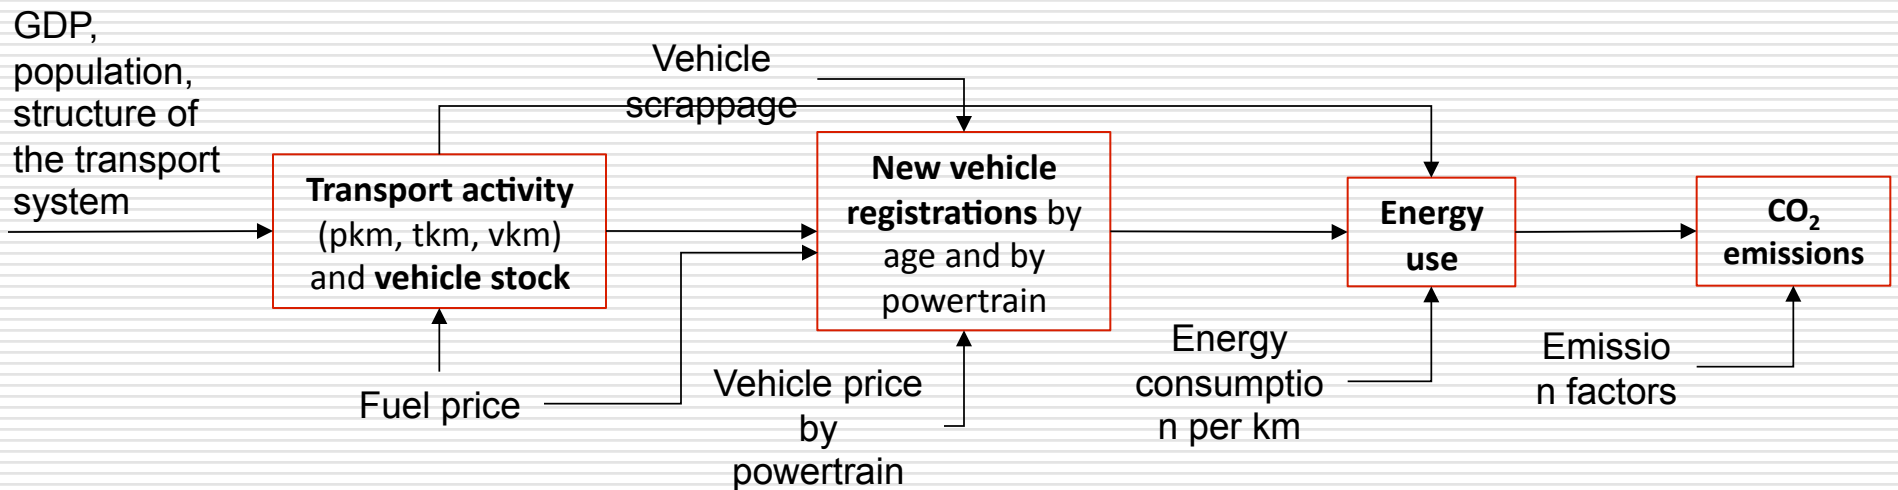 GDP,
population,
structure of
the transport
system
Transport activity
(pkm, tkm, vkm)
and vehicle stock
Fuel price
Vehicle
scrappage
New vehicle
registrations by
age and by
powertrain
Vehicle price
by
powertrain
Energy
use
Energy
consumptio
n per km
CO₂
emissions
Emissio
n factors